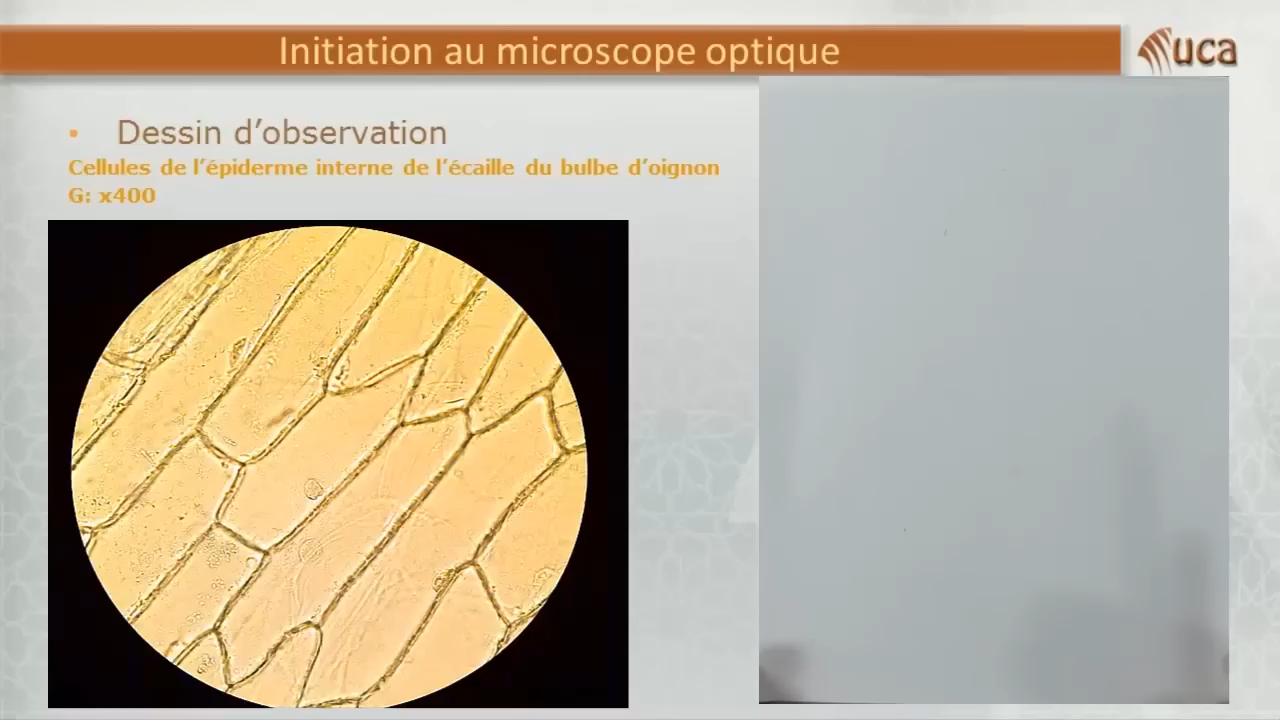 Initiation au microscope optique
uca
• Dessin d’observation
Cellules de l’épiderme interne de l’écaille du bulbe d’oignon
G: x400